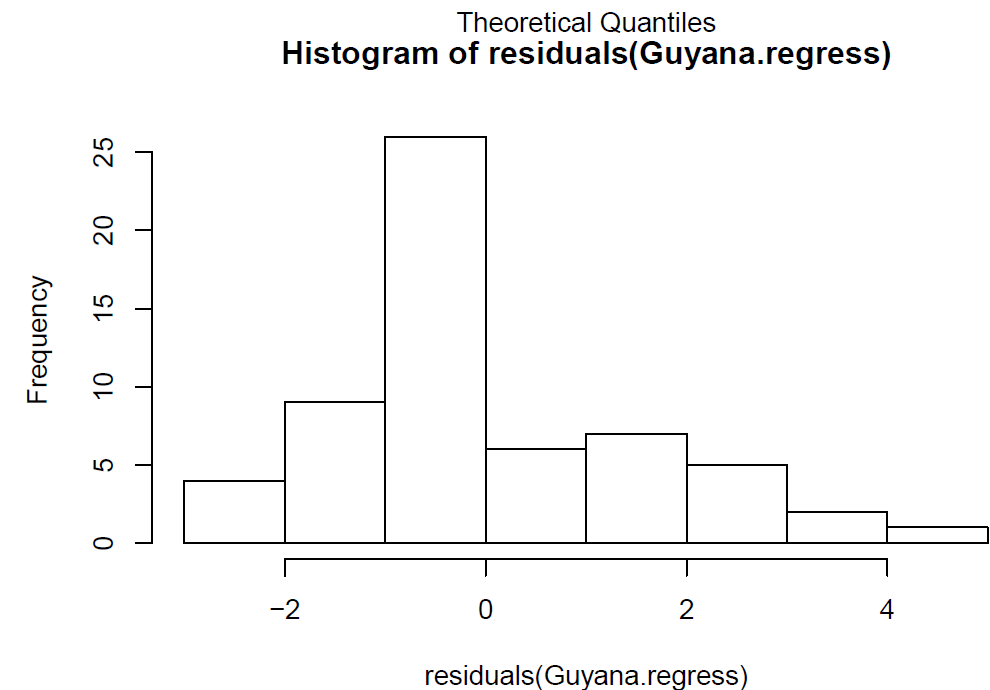 Theoretical Quantiles
Histogram of residuals(Guyana.regress)
Frequency
25
20
15
10
5
0
−2 0 2 4
residuals(Guyana.regress)